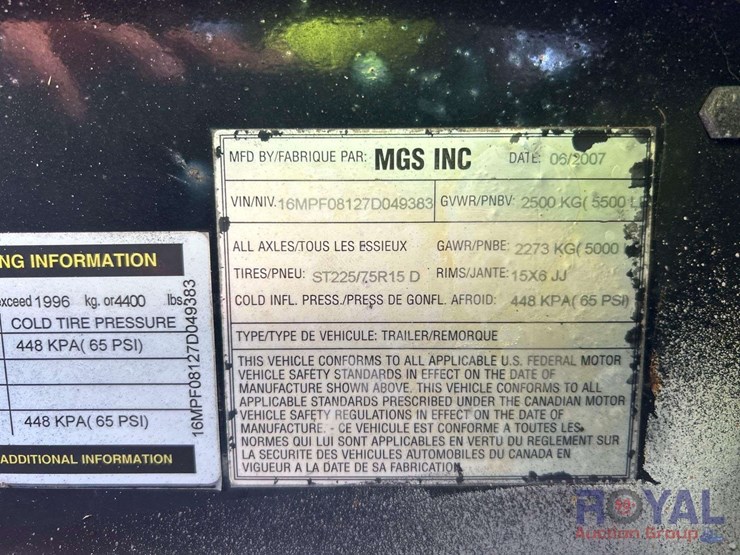 NG INFORMATION
exceed 1996 kg. or 4400 lbs.
COLD TIRE PRESSURE
448 KPA( 65 PSI)
448 KPA( 65 PSI)
ADDITIONAL INFORMATION
16MPF08127D049383
MFD BY/FABRIQUE PAR: MGS INC DATE: 06/2007
VIN/NIV. 16MPF08127D049383 GVWR/PNBV: 2500 KG( 5500 L
ALL AXLES/TOUS LES ESSIEUX GAWR/PNBE: 2273 KG( 5000
TIRES/PNEU: ST225/75R15 D RIMS/JANTE: 15X6 JJ
COLD INFL. PRESS./PRESS DE GONFL. AFROID: 448 KPA( 65 PSI)
TYPE/TYPE DE VEHICULE: TRAILER/REMORQUE
THIS VEHICLE CONFORMS TO ALL APPLICABLE U.S. FEDERAL MOTOR
VEHICLE SAFETY STANDARDS IN EFFECT ON THE DATE OF
MANUFACTURE SHOWN ABOVE. THIS VEHICLE CONFORMS TO ALL
APPLICABLE STANDARDS PRESCRIBED UNDER THE CANADIAN MOTOR
VEHICLE SAFETY REGULATIONS IN EFFECT ON THE DATE OF
MANUFACTURE. - CE VEHICULE EST CONFORME A TOUTES LES
NORMES QUI LUI SONT APPLICABLES EN VERTU DU REGLEMENT SUR
LA SECURITE DES VEHICULES AUTOMOBILES DU CANADA EN
VIGUEUR A LA DATE DE SA FABRICATION.
ROYAL
Auction Group